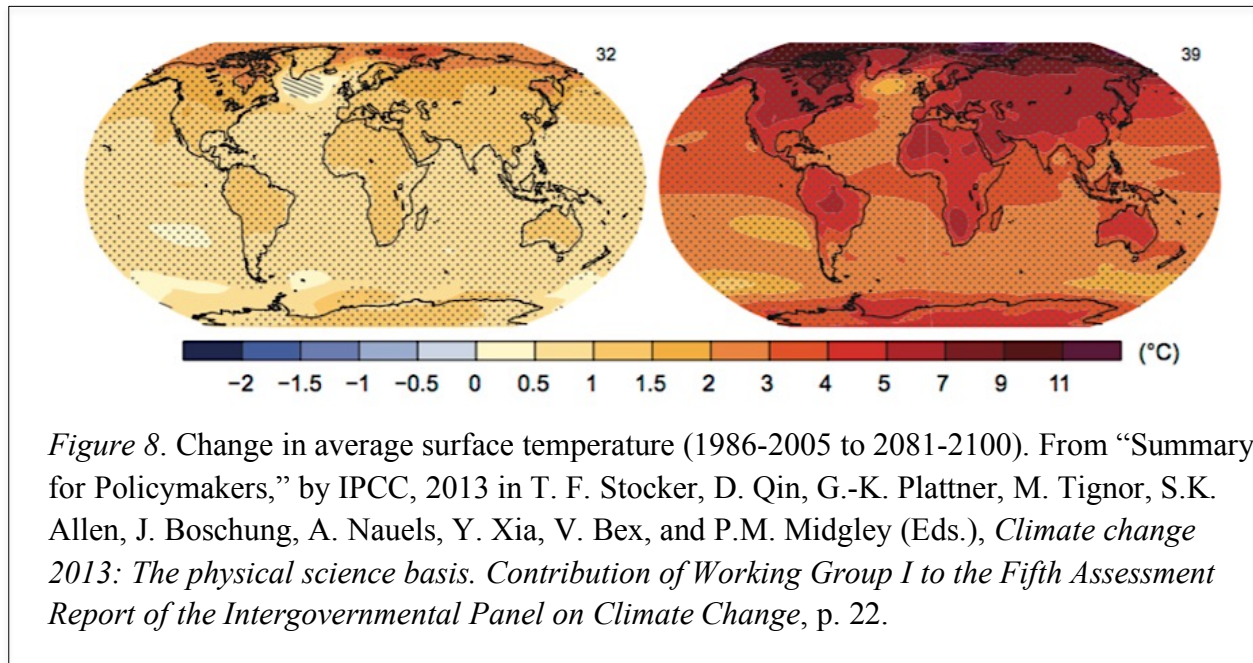 32 39
(°C)
−2 −1.5 −1 −0.5 0 0.5 1 1.5 2 3 4 5 7 9 11
Figure 8. Change in average surface temperature (1986-2005 to 2081-2100). From “Summary
for Policymakers,” by IPCC, 2013 in T. F. Stocker, D. Qin, G.-K. Plattner, M. Tignor, S.K.
Allen, J. Boschung, A. Nauels, Y. Xia, V. Bex, and P.M. Midgley (Eds.), Climate change
2013: The physical science basis. Contribution of Working Group I to the Fifth Assessment
Report of the Intergovernmental Panel on Climate Change, p. 22.